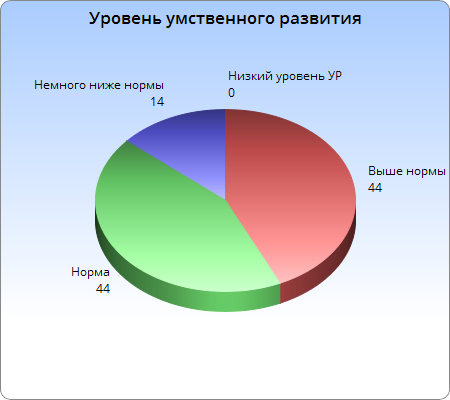 Уровень умственного развития
Низкий уровень УР
0
Немного ниже нормы
14
Выше нормы
44
Норма
44